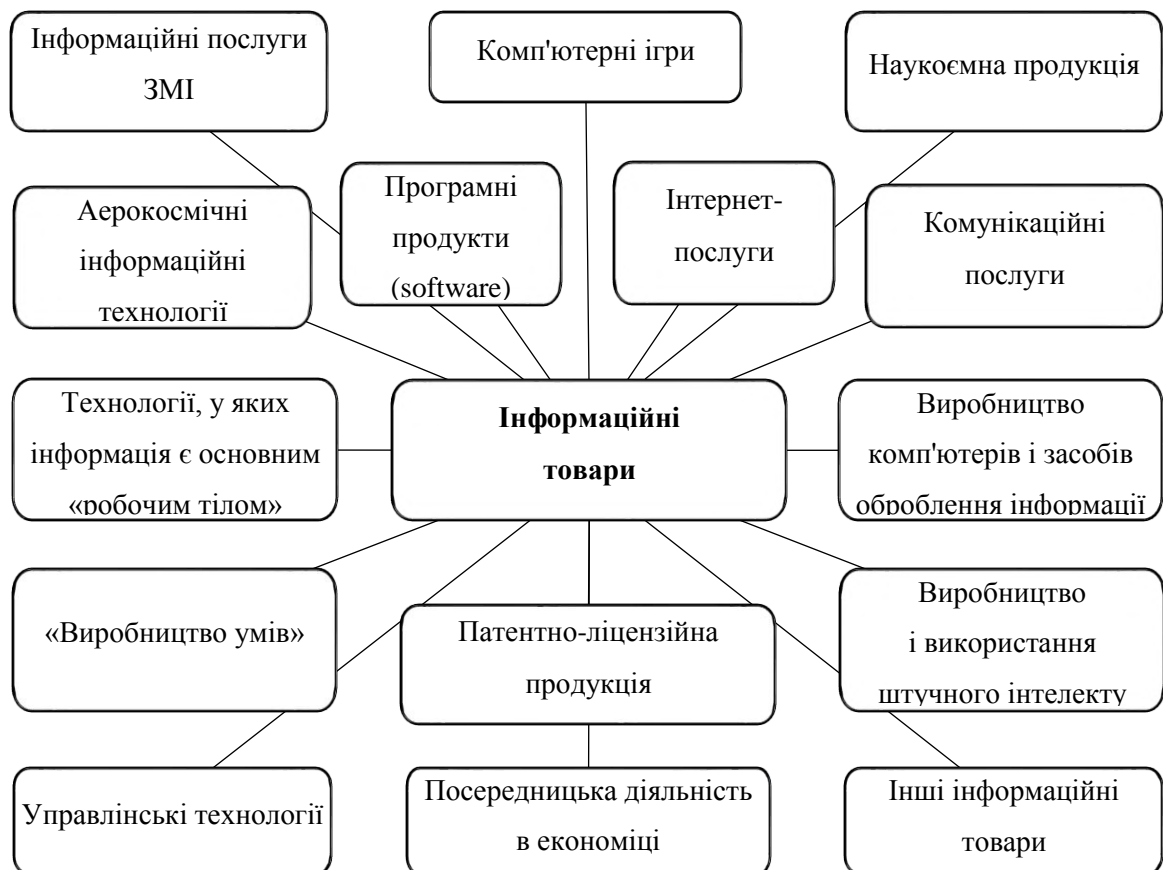 Інформаційні послуги
ЗМІ
Комп'ютерні ігри
Наукоємна продукція
Аерокосмічні
інформаційні
технології
Програмні
продукти
(software)
Інтернет-
послуги
Комунікаційні
послуги
Технології, у яких
інформація є основним
«робочим тілом»
Інформаційні
товари
Виробництво
комп'ютерів і засобів
оброблення інформації
«Виробництво умів»
Патентно-ліцензійна
продукція
Виробництво
і використання
штучного інтелекту
Управлінські технології
Посередницька діяльність
в економіці
Інші інформаційні
товари